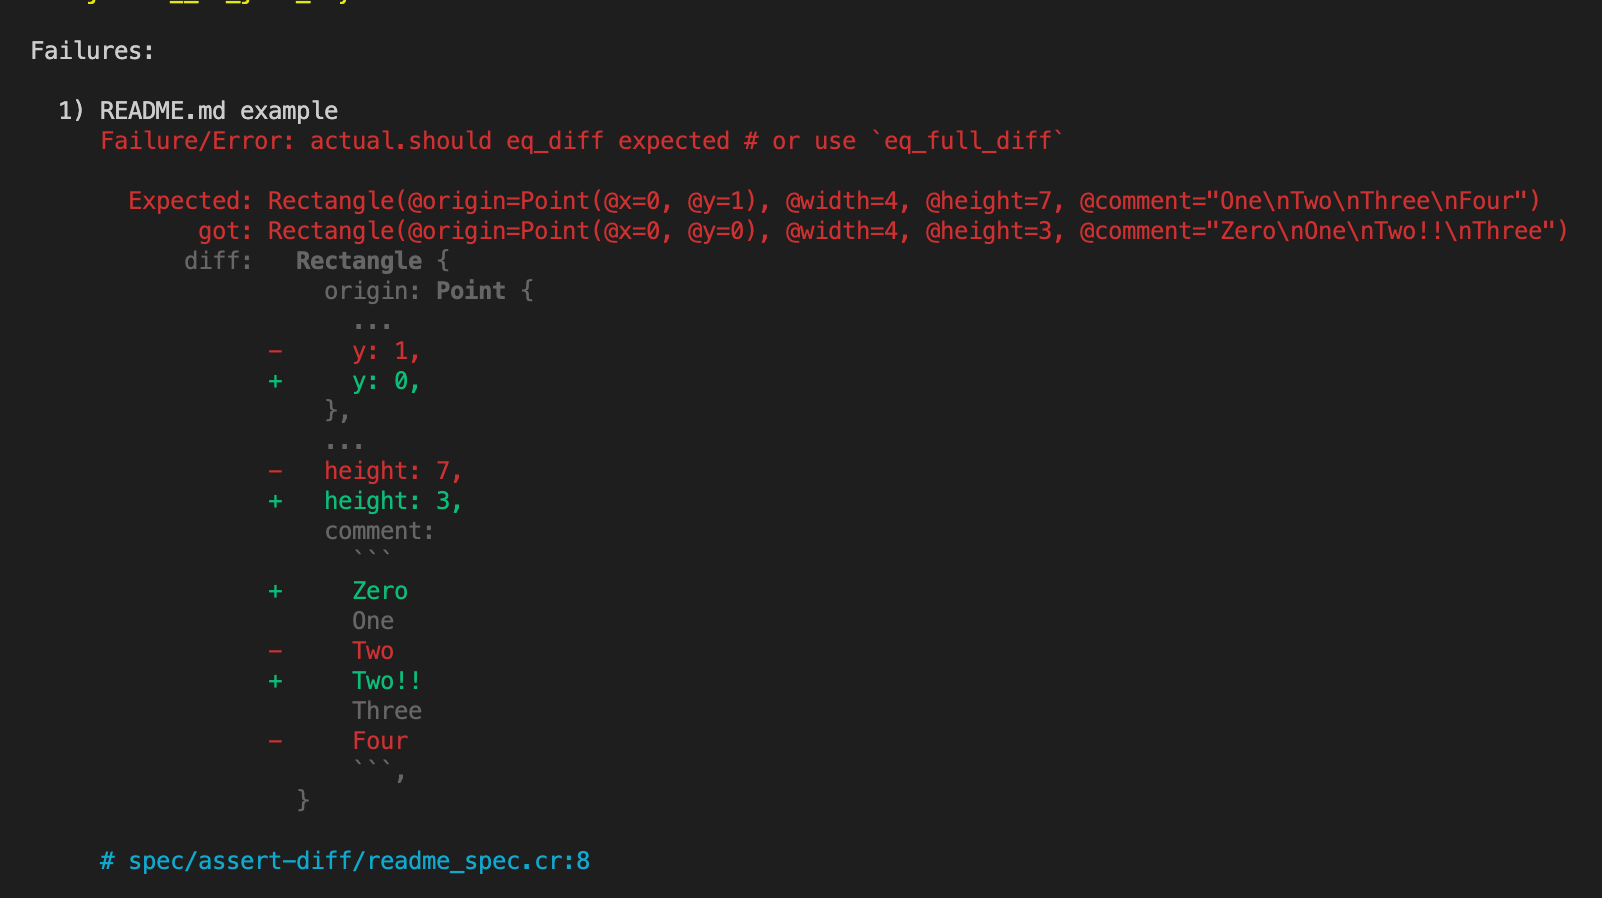 Failures:
1) README.md example
Failure/Error: actual.should eq_diff expected # or use `eq_full_diff`
Expected: Rectangle(@origin=Point(@x=0, @y=1), @width=4, @height=7, @comment="One\nTwo\nThree\nFour")
got: Rectangle(@origin=Point(@x=0, @y=0), @width=4, @height=3, @comment="Zero\nOne\nTwo!!\nThree")
diff:   Rectangle {
origin: Point {
...
-     y: 1,
+     y: 0,
},
...
-   height: 7,
+   height: 3,
comment:
```
+     Zero
One
-     Two
+     Two!!
Three
-     Four
```,
}
# spec/assert-diff/readme_spec.cr:8